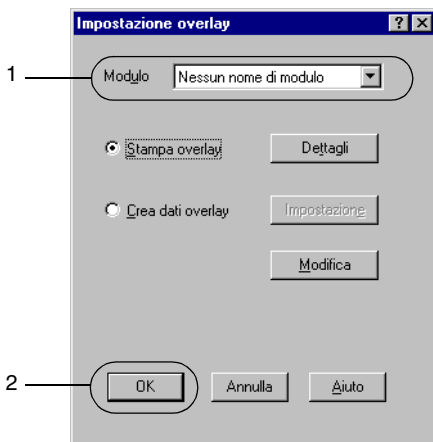 Impostazione overlay
1
Modulo Nessun nome di modulo
Stampa overlay Dettagli
Crea dati overlay Impostazione
Modifica
2
OK Annulla Aiuto